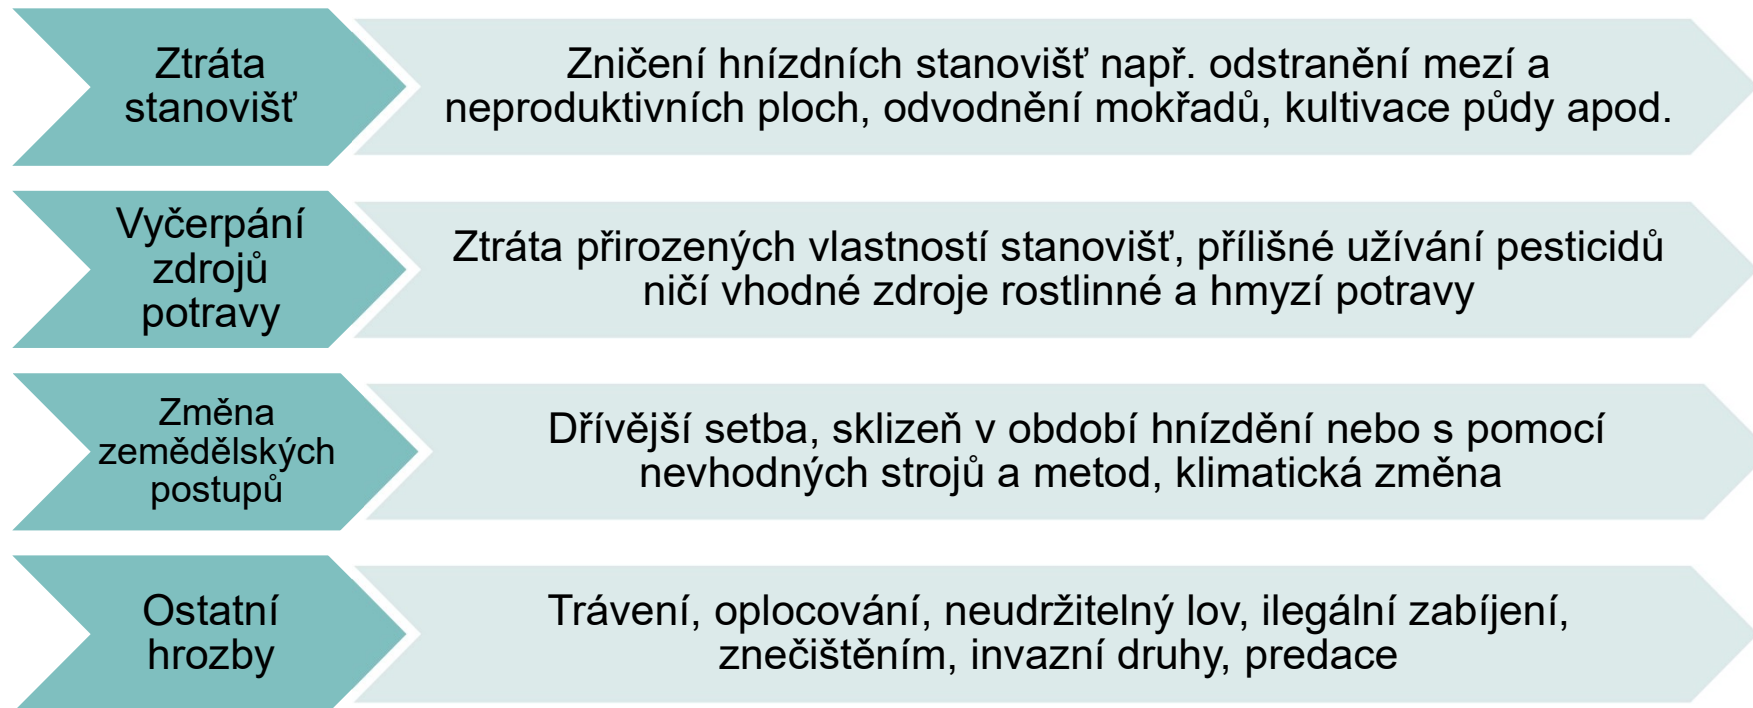 Ztráta
stanovišť
Zničení hnízdních stanovišť např. odstranění mezí a
neproduktivních ploch, odvodnění mokřadů, kultivace půdy apod.
Vyčerpání
zdrojů
potravy
Ztráta přirozených vlastností stanovišť, přílišné užívání pesticidů
ničí vhodné zdroje rostlinné a hmyzí potravy
Změna
zemědělských
postupů
Dřívější setba, sklizeň v období hnízdění nebo s pomocí
nevhodných strojů a metod, klimatická změna
Ostatní
hrozby
Trávení, oplocování, neudržitelný lov, ilegální zabíjení,
znečištěním, invazní druhy, predace